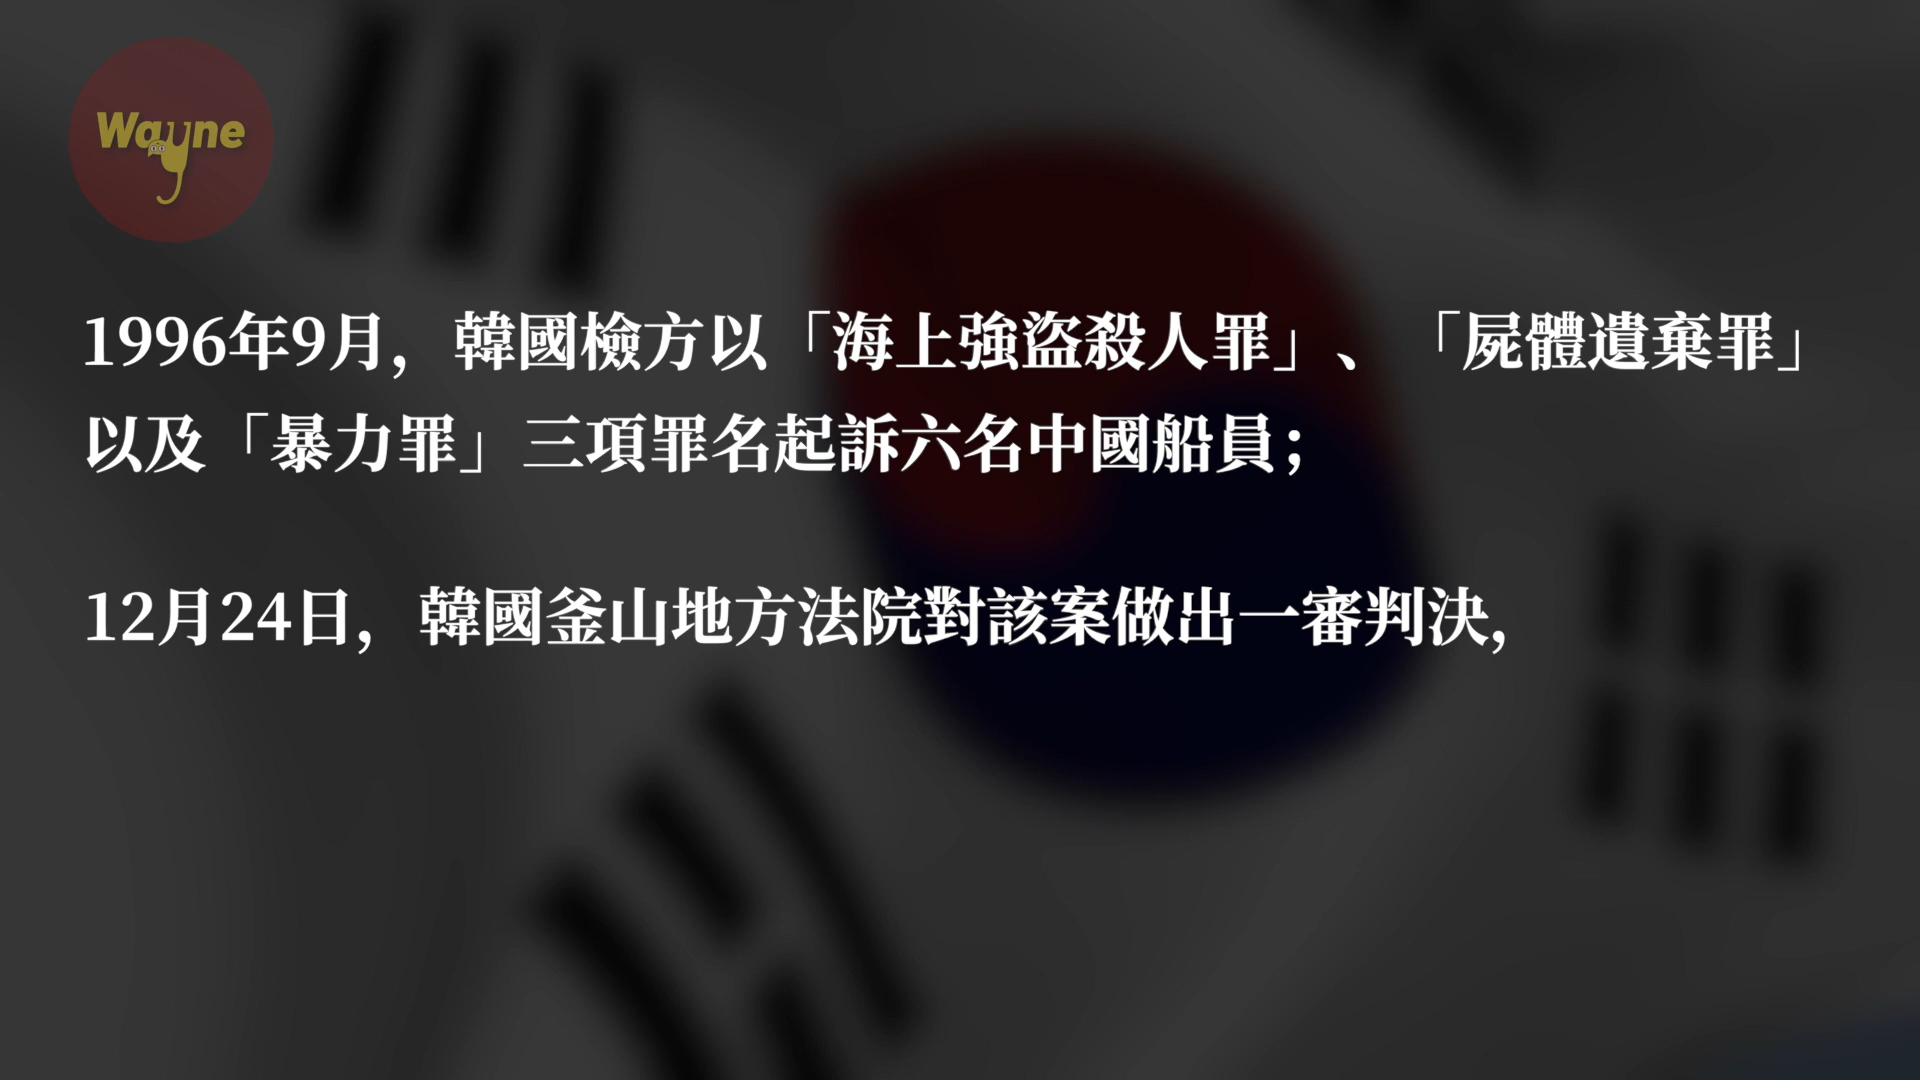 Wayne
1996年9月，韓國檢方以「海上強盜殺人罪」、「屍體遺棄罪」
以及「暴力罪」三項罪名起訴六名中國船員；
12月24日，韓國釜山地方法院對該案做出一審判決，